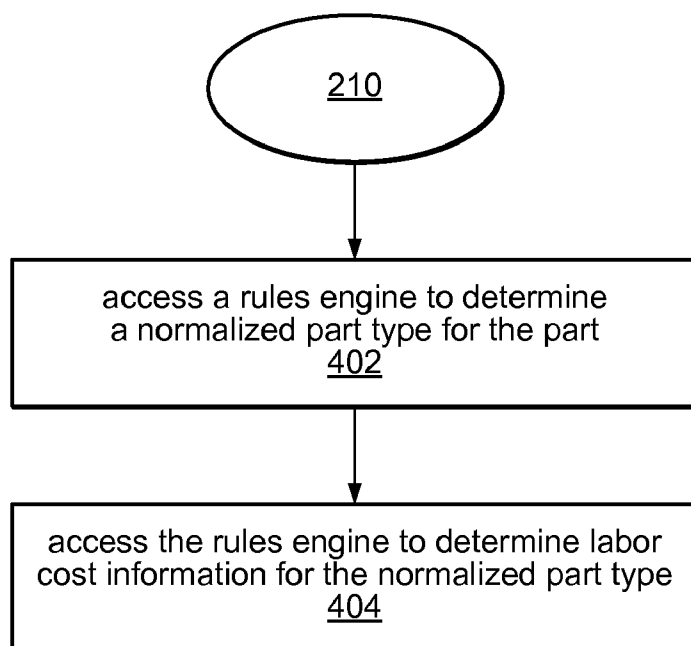 210
access a rules engine to determine
a normalized part type for the part
402
access the rules engine to determine labor
cost information for the normalized part type
404